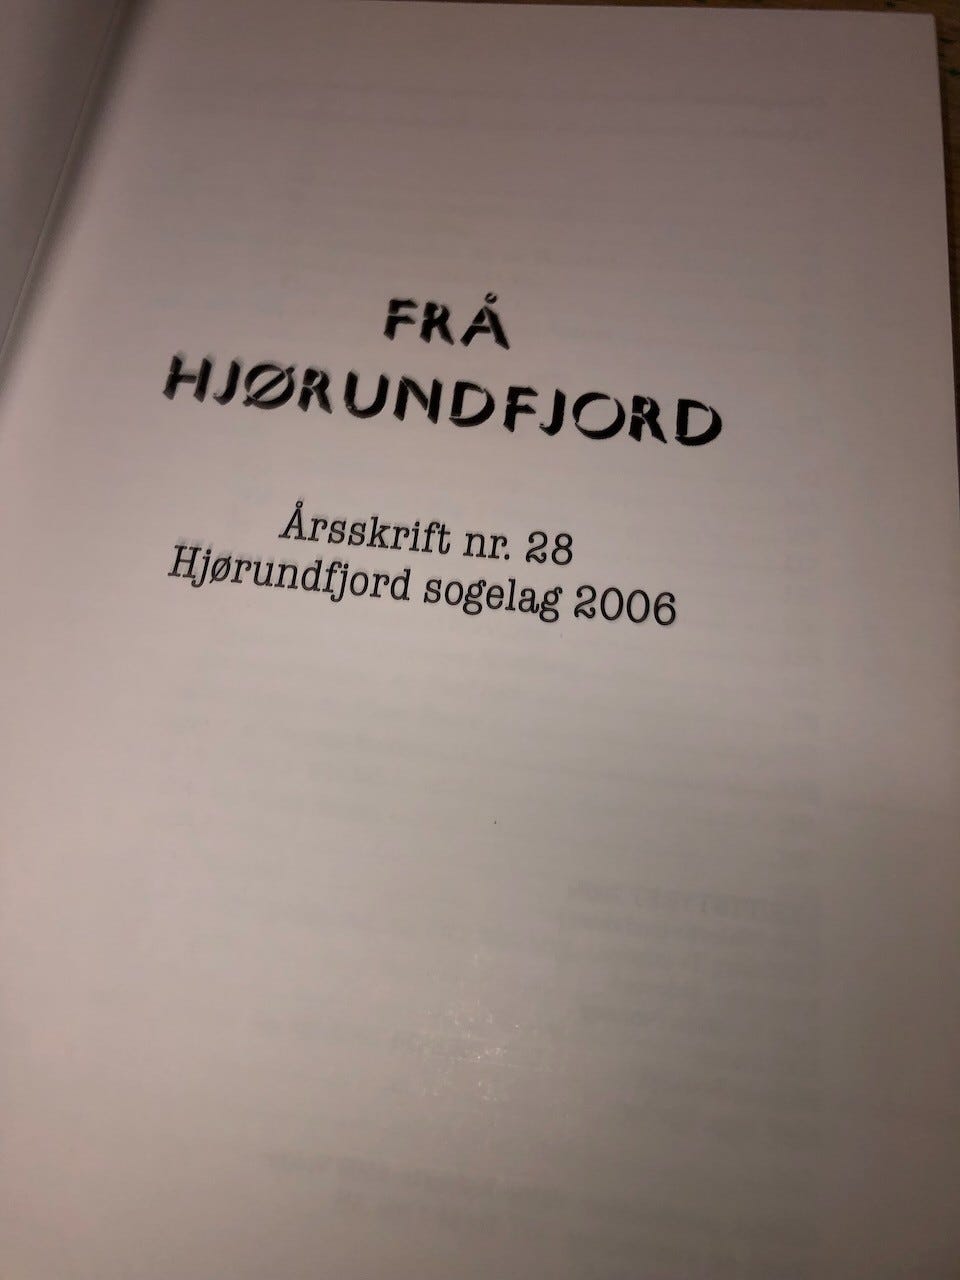 FRÅ
HJØRUNDFJORD
Årsskrift nr. 28
Hjørundfjord sogelag 2006